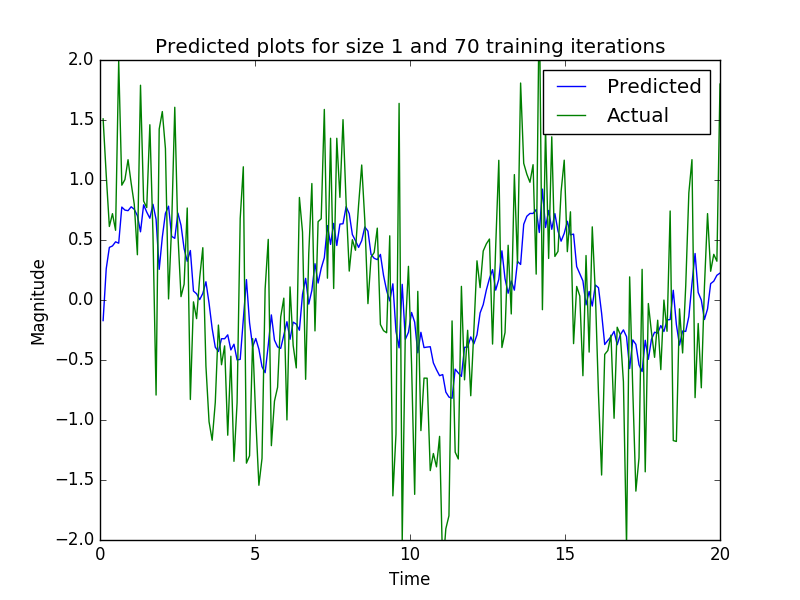 Predicted plots for size 1 and 70 training iterations
Predicted
Actual
2.0
1.5
1.0
0.5
0.0
−0.5
−1.0
−1.5
−2.0
Magnitude
0 5 10 15 20
Time